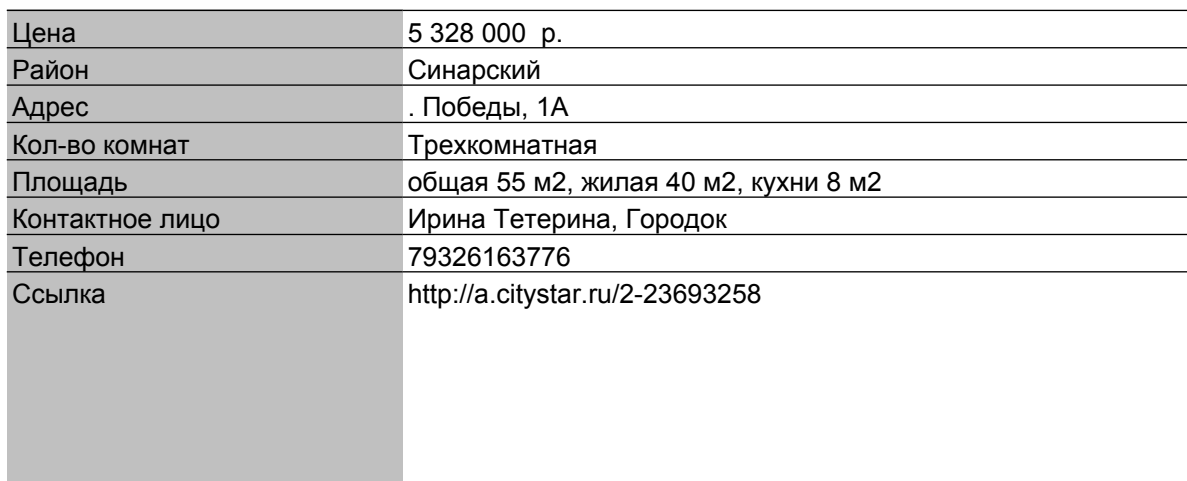 Цена 5 328 000 р.
Район Синарский
Адрес . Победы, 1А
Кол-во комнат Трехкомнатная
Площадь общая 55 м2, жилая 40 м2, кухни 8 м2
Контактное лицо Ирина Тетерина, Городок
Телефон 79326163776
Ссылка http://a.citystar.ru/2-23693258